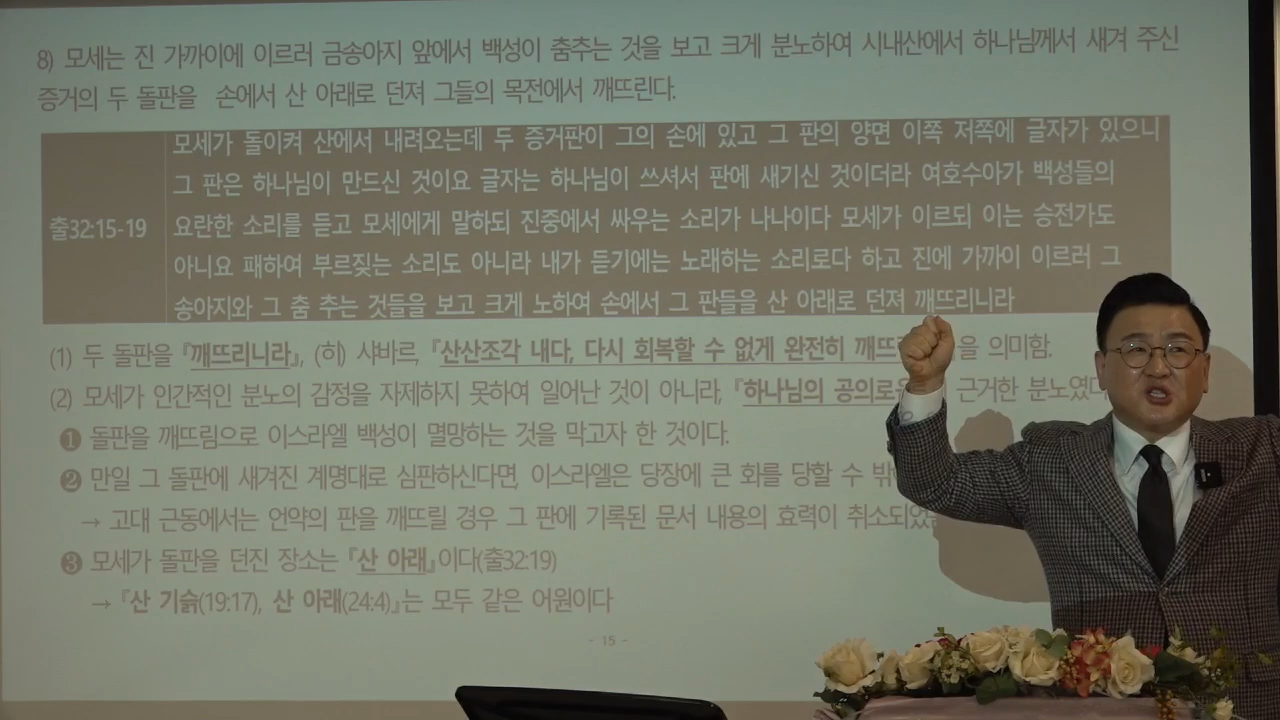 8) 모세는 진 가까이에 이르러 금송아지 앞에서 백성이 춤추는 것을 보고 크게 분노하여 시내산에서 하나님께서 새겨 주신
증거의 두 돌판을 손에서 산 아래로 던져 그들의 목전에서 깨뜨린다.
출32:15-19
모세가 돌이켜 산에서 내려오는데 두 증거판이 그의 손에 있고 그 판의 양면 이쪽 저쪽에 글자가 있으니
그 판은 하나님이 만드신 것이요 글자는 하나님이 쓰셔서 판에 새기신 것이더라 여호수아가 백성들의
요란한 소리를 듣고 모세에게 말하되 진중에서 싸우는 소리가 나나이다 모세가 이르되 이는 승전가도
아니요 패하여 부르짖는 소리도 아니라 내가 듣기에는 노래하는 소리로다 하고 진에 가까이 이르러 그
송아지와 그 춤 추는 것들을 보고 크게 노하여 손에서 그 판들을 산 아래로 던져 깨뜨리니라
(1) 두 돌판을 『깨뜨리니라』, (히) 샤바르, 『산산조각 내다, 다시 회복할 수 없게 완전히 깨뜨 을 의미함.
(2) 모세가 인간적인 분노의 감정을 자제하지 못하여 일어난 것이 아니라, 『하나님의 공의로 근거한 분노였다
❶ 돌판을 깨뜨림으로 이스라엘 백성이 멸망하는 것을 막고자 한 것이다.
❷ 만일 그 돌판에 새겨진 계명대로 심판하신다면, 이스라엘은 당장에 큰 화를 당할 수 밖
→ 고대 근동에서는 언약의 판을 깨뜨릴 경우 그 판에 기록된 문서 내용의 효력이 취소되었
❸ 모세가 돌판을 던진 장소는 『산 아래』이다(출32:19)
→ 『산 기슭(19:17), 산 아래(24:4)』는 모두 같은 어원이다
- 15 -